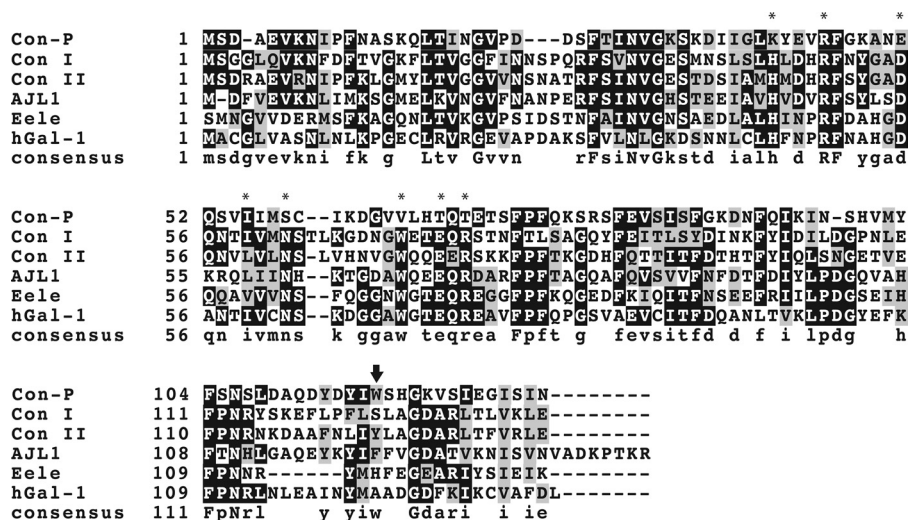 * * *
Con-P 1 MSD-AEVKNIPFNASKQLTINGVPD---DSFTINVGKSKDIIGLKYEVRFGKANE
Con I 1 MSGGLQVKNFDFTVGKFLTVGGFINNSPQRFSVNVGESMNSLSLHLDHRFNYGAD
Con II 1 MSDRAEVRNIPFKLGMYLTVGGVVNSNATRFSINVGESTDSIAMHMDHRFNYGAD
AJL1 1 M-DFVEVKNLIMKSGMELKVNGVFNANPERFSINVGHSTEEIAVHVDVRFSYLSD
Eele 1 SMNGVVDERMSFKAGQNLTVKGVPSIDSTNFAINVGNSAEDLALHINPRFDAHGD
hGal-1 1 MACGLVASNLNLKPGECLRVRGEVAPDAKSFVLNLGKDSNNLCLHFNPRFNAHGD
consensus 1 msdgvevkni fk g Ltv Gvvn rFsiNvGkstd ialh d RF ygad
* * * * *
Con-P 52 QSVIIMSC--IKDGVVLHTQTETSFPFQKSRSFEVSISFGKDNFQIKIN-SHVMY
Con I 56 QNTIVMNSTLKGDNGWETEQRSTNFTLSAGQYFEITLSYDINKFYIDILDGPNLE
Con II 56 QNVLVLNS-LVHNVGWQQEERSKKFPFTKGDHFQTTITFDTHTFYIQLSNGETVE
AJL1 55 KRQLIINH--KTGDAWQEEQRDARFPFTAGQAFQVSVVFNFDTFDIYLPDGQVAH
Eele 56 QQAVVVNS--FQGGNWGTEQREGGFPFKQGEDFKIQITFNSEEFRIILPDGSEIH
hGal-1 56 ANTIVCNS--KDGGAWGTEQREAVFPFQPGSVAEVCITFDQANLTVKLPDGYEFK
consensus 56 qn ivmns k ggaw teqrea Fpft g fevsitfd d f i lpdg h
Con-P 104 FSNSLDAQDYDYIWSHGKVSIEGISIN--------
Con I 111 FPNRYSKEFLPFLSLAGDARLTLVKLE--------
Con II 110 FPNRNKDAAFNLIYLAGDARLTFVRLE--------
AJL1 108 FTNHLGAQEYKYIFFVGDATVKNISVNVADKPTKR
Eele 109 FPNNR------YMHFEGEARIYSIEIK--------
hGal-1 109 FPNRLNLEAINYMAADGDFKIKCVAFDL-------
consensus 111 FpNrl y yiw Gdari i ie